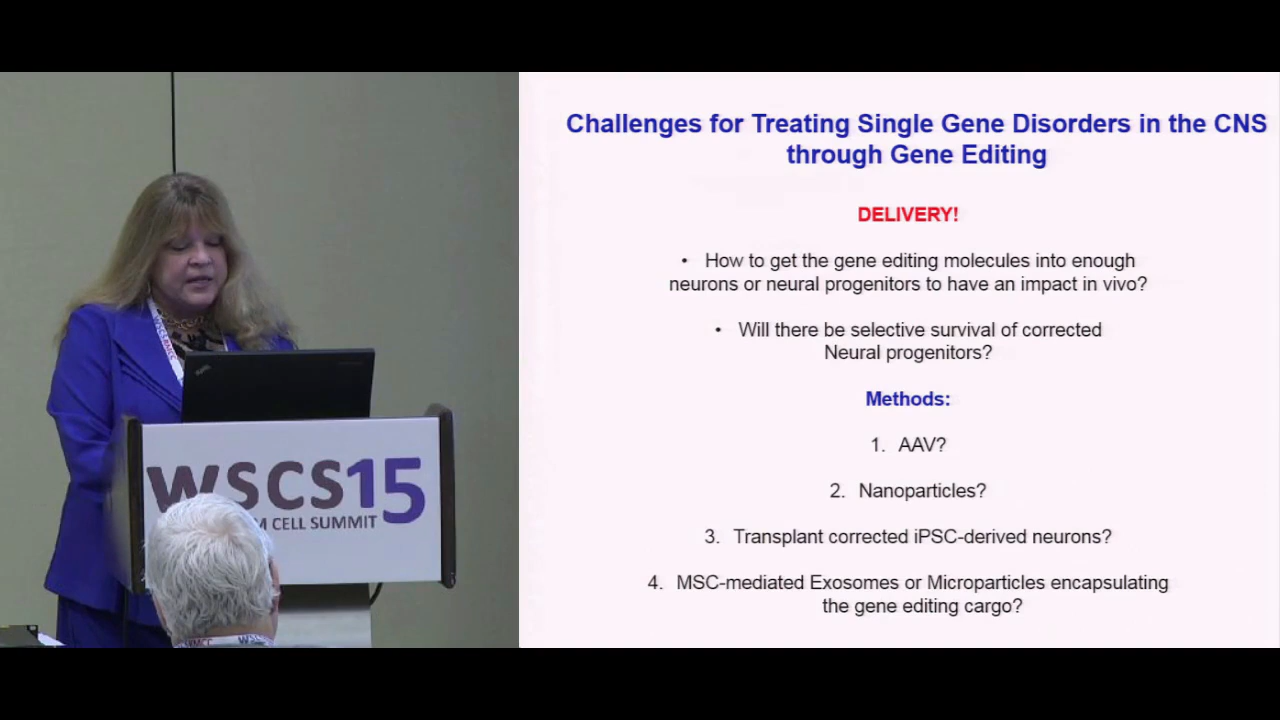 Challenges for Treating Single Gene Disorders in the CNS
through Gene Editing
DELIVERY!
• How to get the gene editing molecules into enough
neurons or neural progenitors to have an impact in vivo?
• Will there be selective survival of corrected
Neural progenitors?
Methods:
1. AAV?
2. Nanoparticles?
3. Transplant corrected iPSC-derived neurons?
4. MSC-mediated Exosomes or Microparticles encapsulating
the gene editing cargo?
WSCS15
CELL SUMMIT